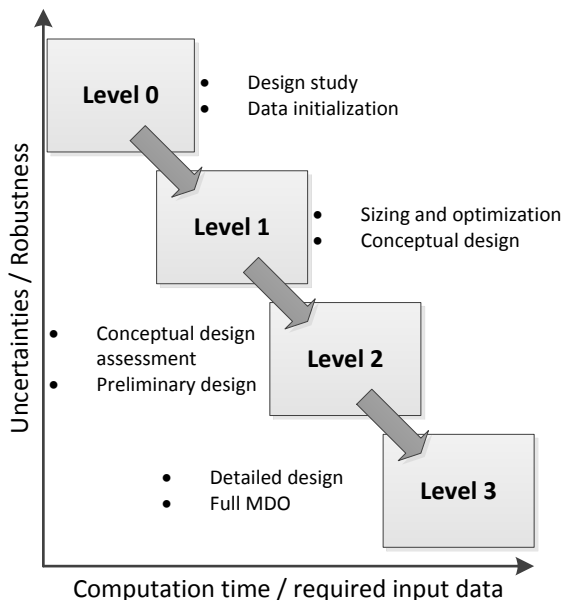 Level 0
• Design study
• Data initialization
Level 1
• Sizing and optimization
• Conceptual design
• Conceptual design
assessment
• Preliminary design
Level 2
• Detailed design
• Full MDO
Level 3
Uncertainties / Robustness
Computation time / required input data